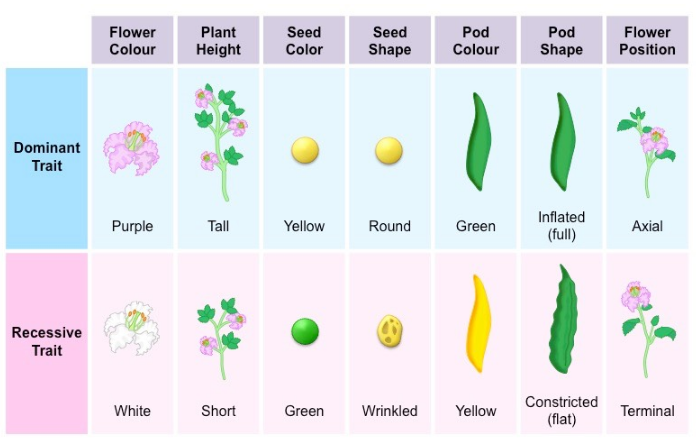 Flower Colour
Plant Height
Seed Color
Seed Shape
Pod Colour
Pod Shape
Flower Position
Dominant Trait
Purple
Tall
Yellow
Round
Green
Inflated (full)
Axial
Recessive Trait
White
Short
Green
Wrinkled
Yellow
Constricted (flat)
Terminal